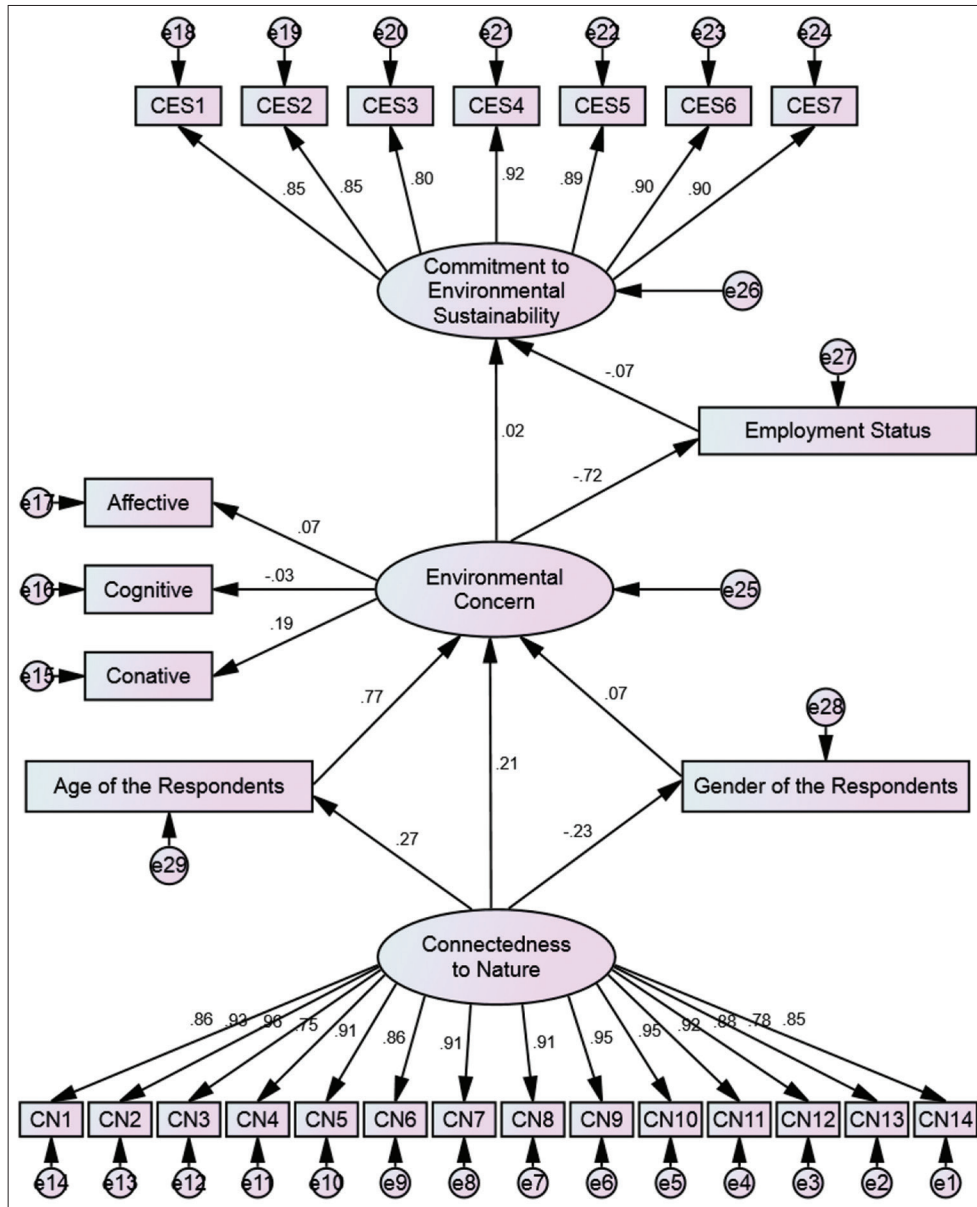 e18 e19 e20 e21 e22 e23 e24
CES1 CES2 CES3 CES4 CES5 CES6 CES7
.85 .85 .80 .92 .89 .90 .90
Commitment to
Environmental
Sustainability
e26
e27
-.07
Employment Status
.02
-.72
e17 Affective
.07
Environmental
Concern
e16 Cognitive
-.03
e25
.19
e15 Conative
.77
.07
e28
.21
Age of the Respondents
Gender of the Respondents
.27
-.23
e29
Connectedness
to Nature
.86 .93 .96 .75 .91 .86 .91 .91 .95 .95 .92 .88 .78 .85
CN1 CN2 CN3 CN4 CN5 CN6 CN7 CN8 CN9 CN10 CN11 CN12 CN13 CN14
e14 e13 e12 e11 e10 e9 e8 e7 e6 e5 e4 e3 e2 e1